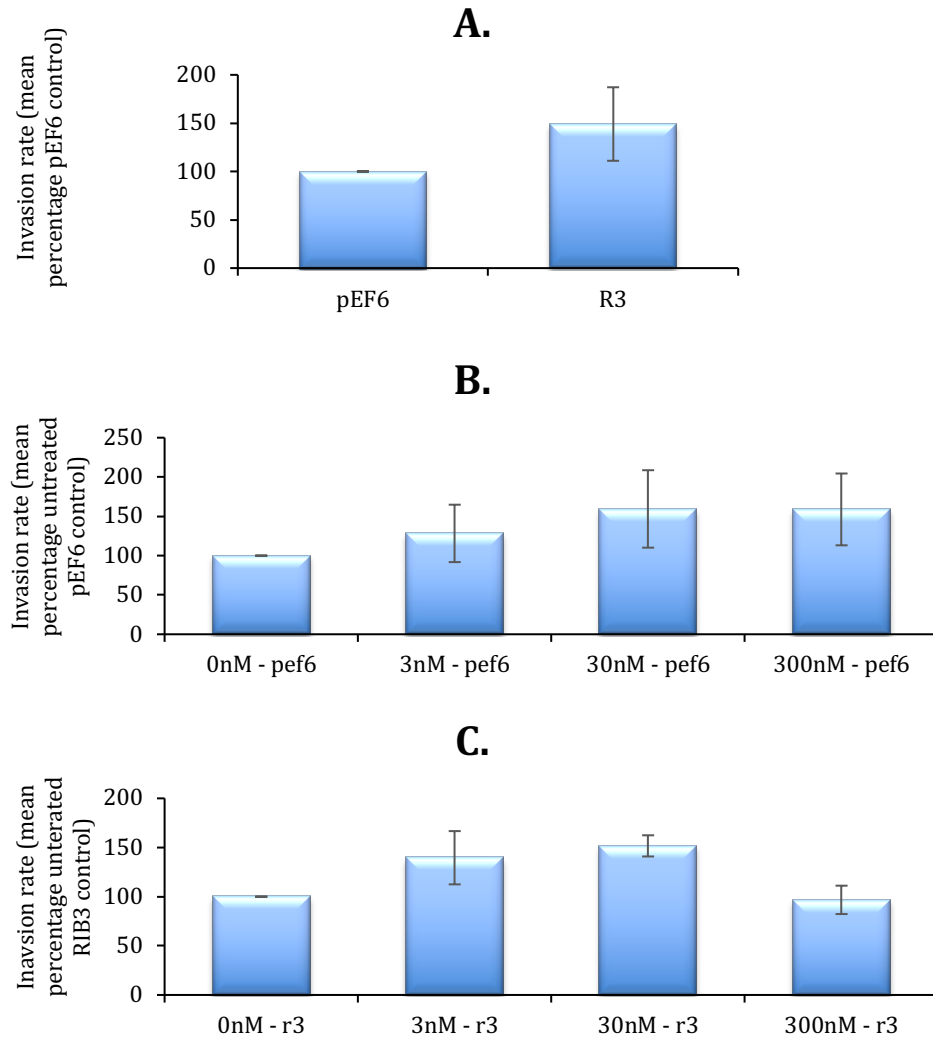 A.
Invasion rate (mean
percentage pEF6 control)
200
150
100
50
0
pEF6
R3
B.
Invasion rate (mean
percentage untreated
pEF6 control)
250
200
150
100
50
0
0nM - pef6
3nM - pef6
30nM - pef6
300nM - pef6
C.
Inavsion rate (mean
percentage unterated
RIB3 control)
200
150
100
50
0
0nM - r3
3nM - r3
30nM - r3
300nM - r3